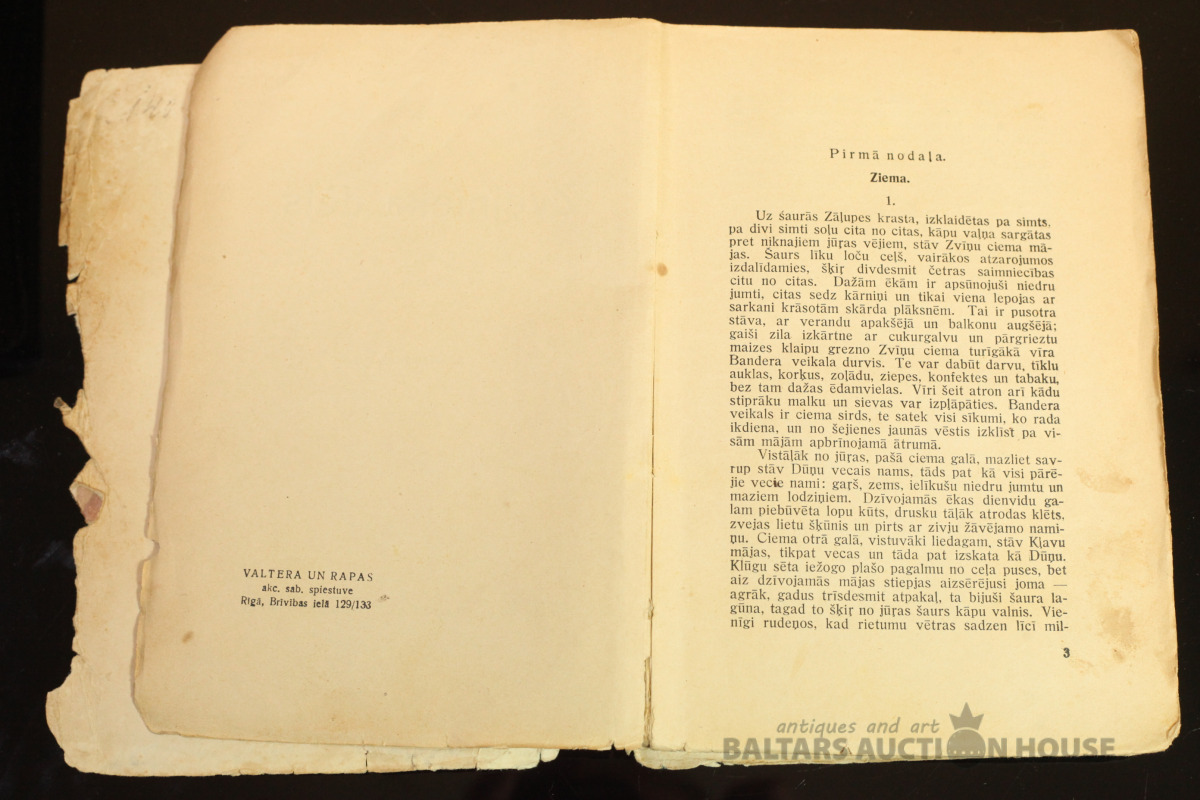 VALTERA UN RAPAS
akc. sab. spiestuve
Rīgā, Brīvības ielā 129/133
Pirmā nodaļa.
Ziema.
1.
Uz šaurās Zāļupes krasta, izklaidētas pa simts,
pa divi simti soļu cita no citas, kāpu vaļņa sargātas
pret niknajiem jūŗas vējiem, stāv Zvīņu ciema mā-
jas. Šaurs līku loču ceļš, vairākos atzarojumos
izdalīdamies, šķir divdesmit četras saimniecības
citu no citas. Dažām ēkām ir apsūnojuši niedru
jumti, citas sedz kārniņi un tikai viena lepojas ar
sarkani krāsotām skārda plāksnēm. Tai ir pusotra
stāva, ar verandu apakšējā un balkonu augšējā;
gaiši zila izkārtne ar cukurgalvu un pārgrieztu
maizes klaipu grezno Zvīņu ciema turīgākā vīra
Bandera veikala durvis. Te var dabūt darvu, tīklu
auklas, korķus, zoļādu, ziepes, konfektes un tabaku,
bez tam dažas ēdamvielas. Vīri šeit atron arī kādu
stiprāku malku un sievas var izpļāpāties. Bandera
veikals ir ciema sirds, te satek visi sīkumi, ko rada
ikdiena, un no šejienes jaunās vēstis izklīst pa vi-
sām mājām apbrīnojamā ātrumā.
Vistāļāk no jūŗas, pašā ciema galā, mazliet sav-
rup stāv Dūņu vecais nams, tāds pat kā visi pārē-
jie vecie nami: gaŗš, zems, ielīkušu niedru jumtu un
maziem lodziņiem. Dzīvojamās ēkas dienvidu ga-
lam piebūvēta lopu kūts, drusku tāļāk atrodas klēts,
zvejas lietu šķūnis un pirts ar zivju žāvējamo nami-
ņu. Ciema otrā galā, vistuvāki liedagam, stāv Kļavu
mājas, tikpat vecas un tāda pat izskata kā Dūņu.
Klūgu sēta iežogo plašo pagalmu no ceļa puses, bet
aiz dzīvojamās mājas stiepjas aizsērējusi joma —
agrāk, gadus trīsdesmit atpakaļ, ta bijuši šaura la-
gūna, tagad to šķir no jūŗas šaurs kāpu valnis. Vie-
nīgi rudeņos, kad rietumu vētras sadzen līcī mil-
3
antiques and art
BALTARS AUCTION HOUSE